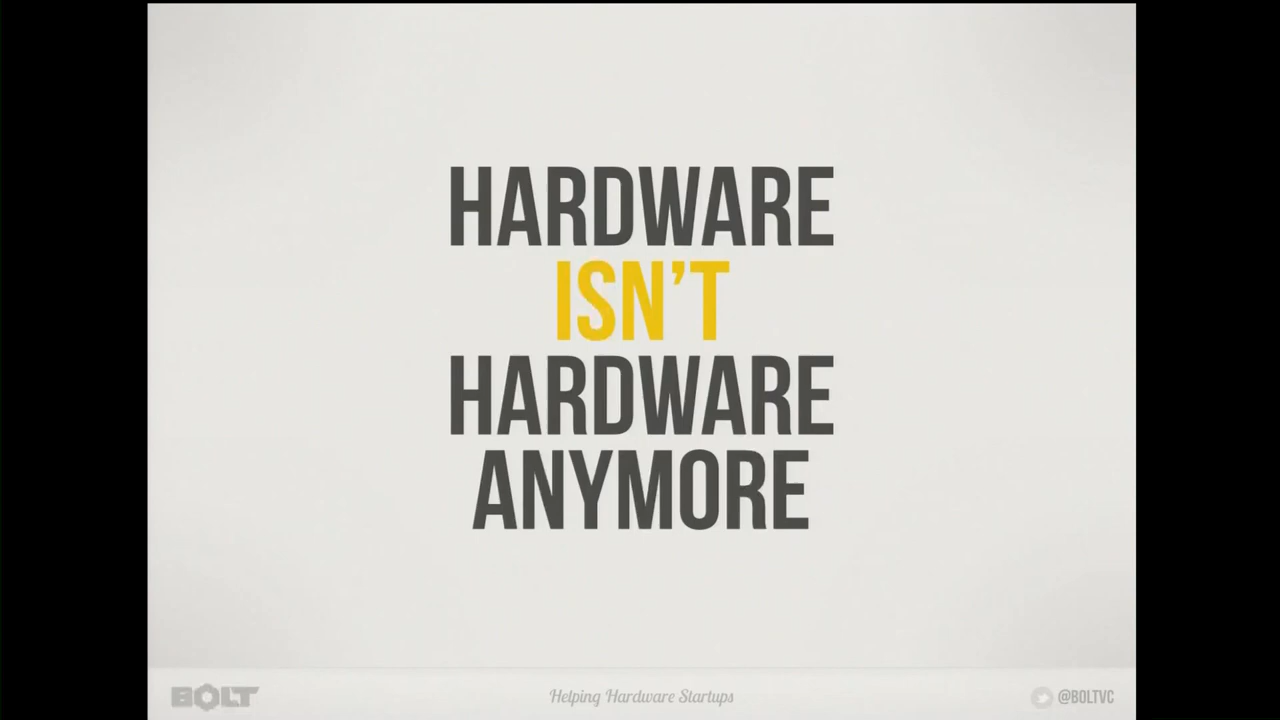 HARDWARE
ISN'T
HARDWARE
ANYMORE
BOLT
Helping Hardware Startups
@BOLTVC